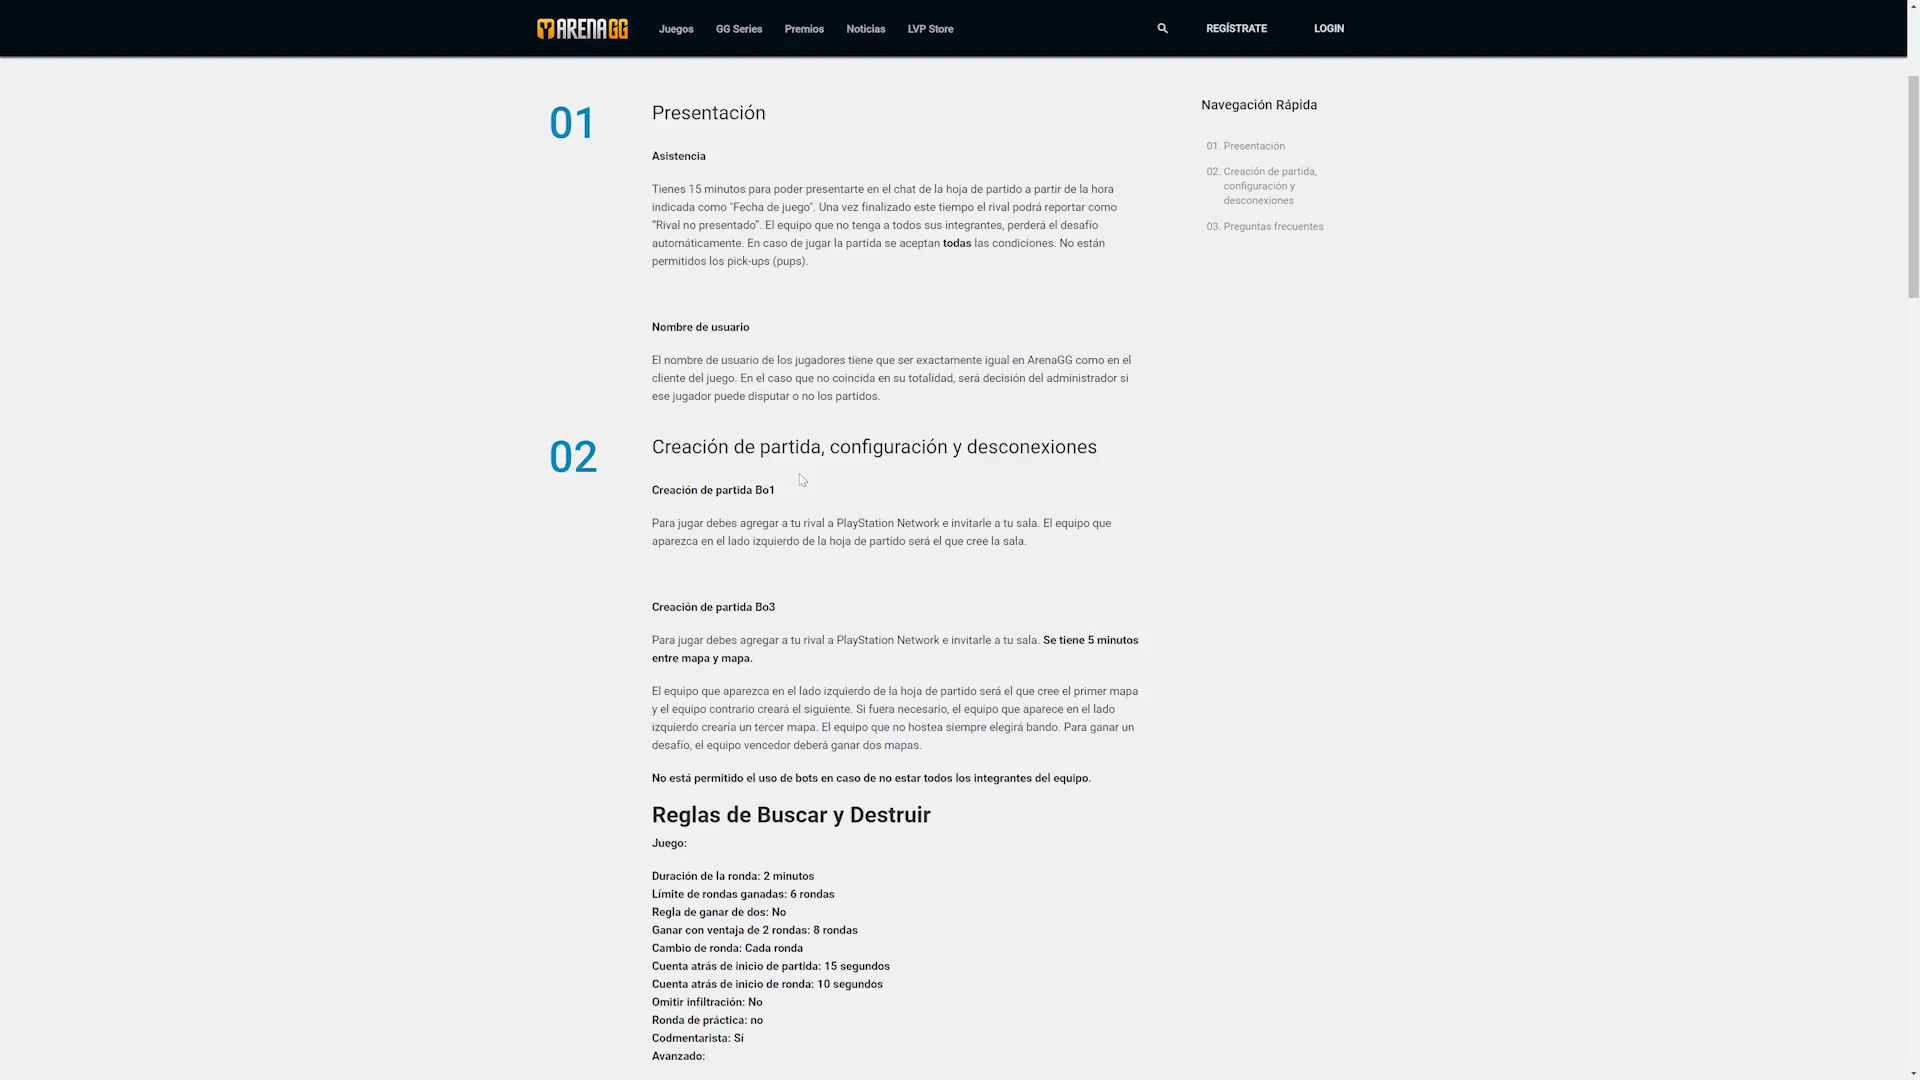 ARENAGG
Juegos
GG Series
Premios
Noticias
LVP Store
REGÍSTRATE
LOGIN
01
Presentación
Asistencia
Tienes 15 minutos para poder presentarte en el chat de la hoja de partido a partir de la hora
indicada como "Fecha de juego". Una vez finalizado este tiempo el rival podrá reportar como
“Rival no presentado”. El equipo que no tenga a todos sus integrantes, perderá el desafío
automáticamente. En caso de jugar la partida se aceptan todas las condiciones. No están
permitidos los pick-ups (pups).
Nombre de usuario
El nombre de usuario de los jugadores tiene que ser exactamente igual en ArenaGG como en el
cliente del juego. En el caso que no coincida en su totalidad, será decisión del administrador si
ese jugador puede disputar o no los partidos.
02
Creación de partida, configuración y desconexiones
Creación de partida Bo1
Para jugar debes agregar a tu rival a PlayStation Network e invitarle a tu sala. El equipo que
aparezca en el lado izquierdo de la hoja de partido será el que cree la sala.
Creación de partida Bo3
Para jugar debes agregar a tu rival a PlayStation Network e invitarle a tu sala. Se tiene 5 minutos
entre mapa y mapa.
El equipo que aparezca en el lado izquierdo de la hoja de partido será el que cree el primer mapa
y el equipo contrario creará el siguiente. Si fuera necesario, el equipo que aparece en el lado
izquierdo crearía un tercer mapa. El equipo que no hostea siempre elegirá bando. Para ganar un
desafío, el equipo vencedor deberá ganar dos mapas.
No está permitido el uso de bots en caso de no estar todos los integrantes del equipo.
Reglas de Buscar y Destruir
Juego:
Duración de la ronda: 2 minutos
Límite de rondas ganadas: 6 rondas
Regla de ganar de dos: No
Ganar con ventaja de 2 rondas: 8 rondas
Cambio de ronda: Cada ronda
Cuenta atrás de inicio de partida: 15 segundos
Cuenta atrás de inicio de ronda: 10 segundos
Omitir infiltración: No
Ronda de práctica: no
Codmentarista: Sí
Avanzado:
Navegación Rápida
01. Presentación
02. Creación de partida,
configuración y
desconexiones
03. Preguntas frecuentes